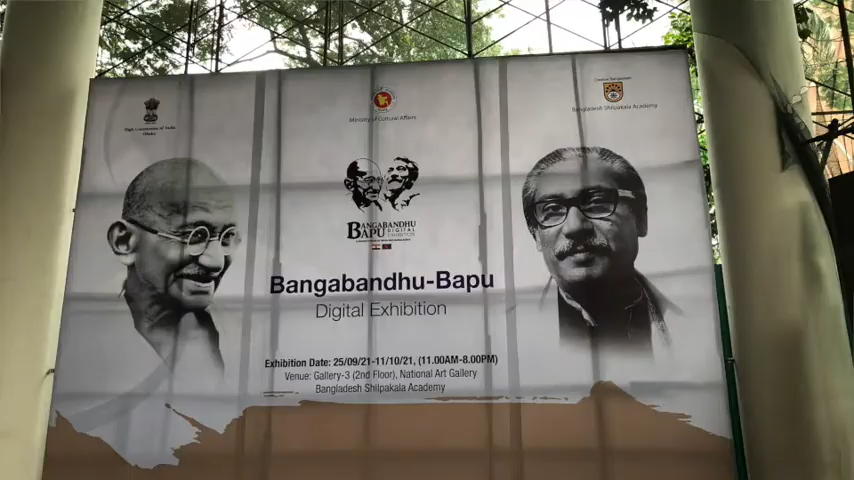 High Commission of India
Dhaka
Ministry of Cultural Affairs
Creative Bangladesh
Bangladesh Shilpakala Academy
BANGABANDHU
BAPU DIGITAL
EXHIBITION
Bangabandhu-Bapu
Digital Exhibition
Exhibition Date: 25/09/21-11/10/21, (11.00AM-8.00PM)
Venue: Gallery-3 (2nd Floor), National Art Gallery
Bangladesh Shilpakala Academy